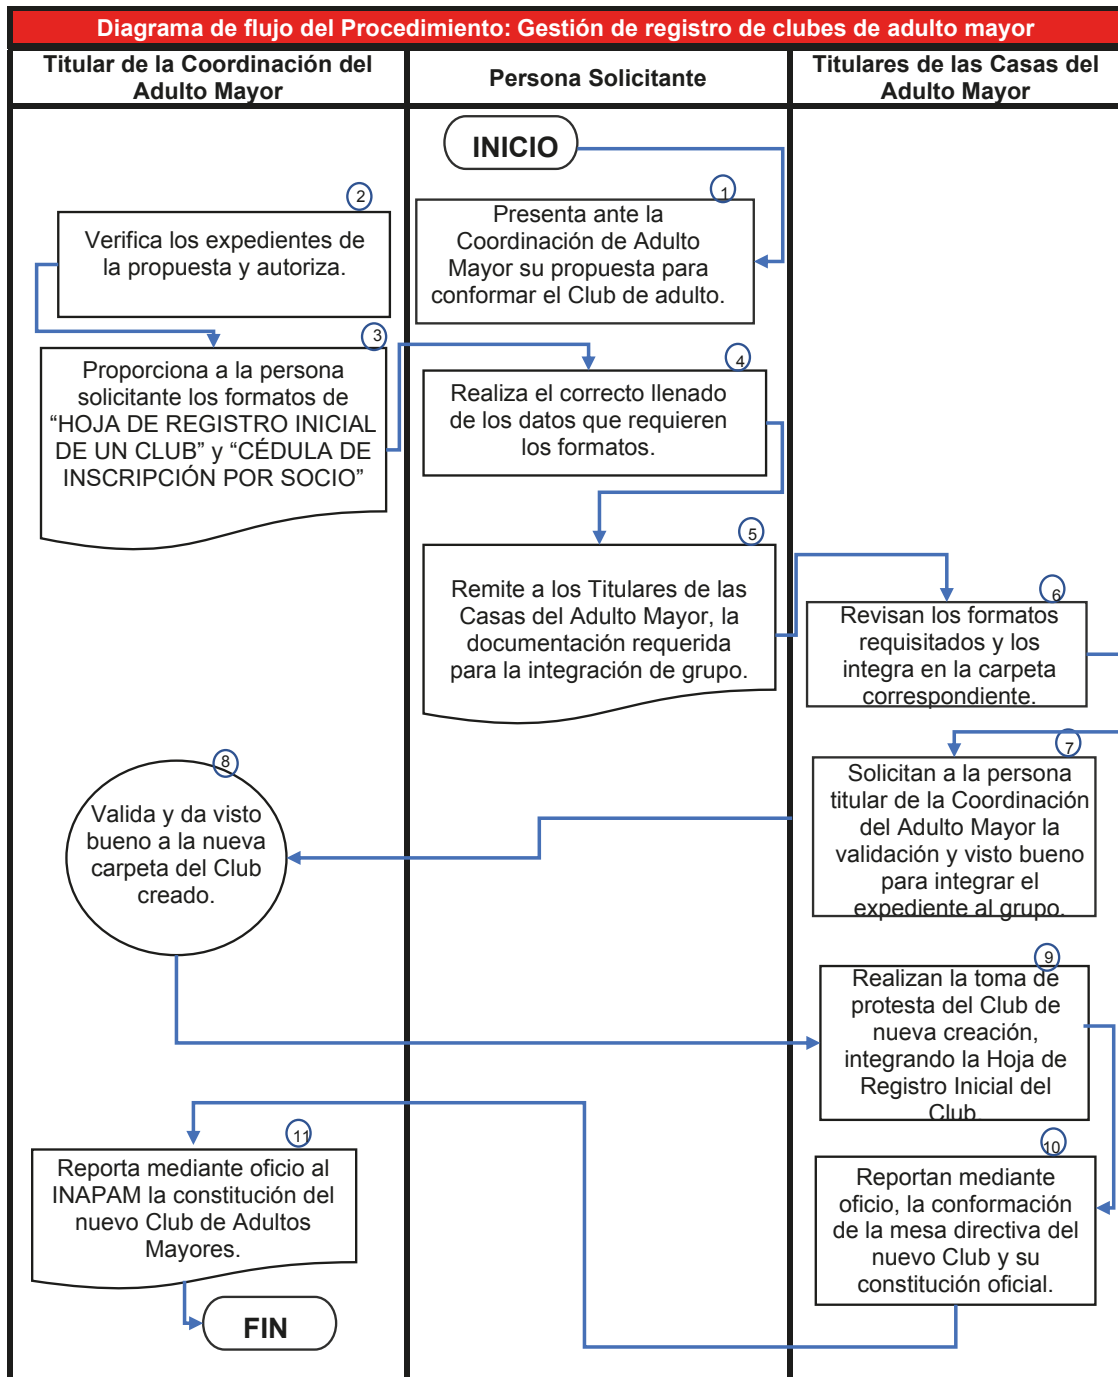 Diagrama de flujo del Procedimiento: Gestión de registro de clubes de adulto mayor
Titular de la Coordinación del
Adulto Mayor
Persona Solicitante
Titulares de las Casas del
Adulto Mayor
INICIO
1
Presenta ante la
Coordinación de Adulto
Mayor su propuesta para
conformar el Club de adulto.
2
Verifica los expedientes de
la propuesta y autoriza.
3
Proporciona a la persona
solicitante los formatos de
“HOJA DE REGISTRO INICIAL
DE UN CLUB” y “CÉDULA DE
INSCRIPCIÓN POR SOCIO”
4
Realiza el correcto llenado
de los datos que requieren
los formatos.
5
Remite a los Titulares de las
Casas del Adulto Mayor, la
documentación requerida
para la integración de grupo.
6
Revisan los formatos
requisitados y los
integra en la carpeta
correspondiente.
7
Solicitan a la persona
titular de la Coordinación
del Adulto Mayor la
validación y visto bueno
para integrar el
expediente al grupo.
8
Valida y da visto
bueno a la nueva
carpeta del Club
creado.
9
Realizan la toma de
protesta del Club de
nueva creación,
integrando la Hoja de
Registro Inicial del
Club
10
Reportan mediante
oficio, la conformación
de la mesa directiva del
nuevo Club y su
constitución oficial.
11
Reporta mediante oficio al
INAPAM la constitución del
nuevo Club de Adultos
Mayores.
FIN